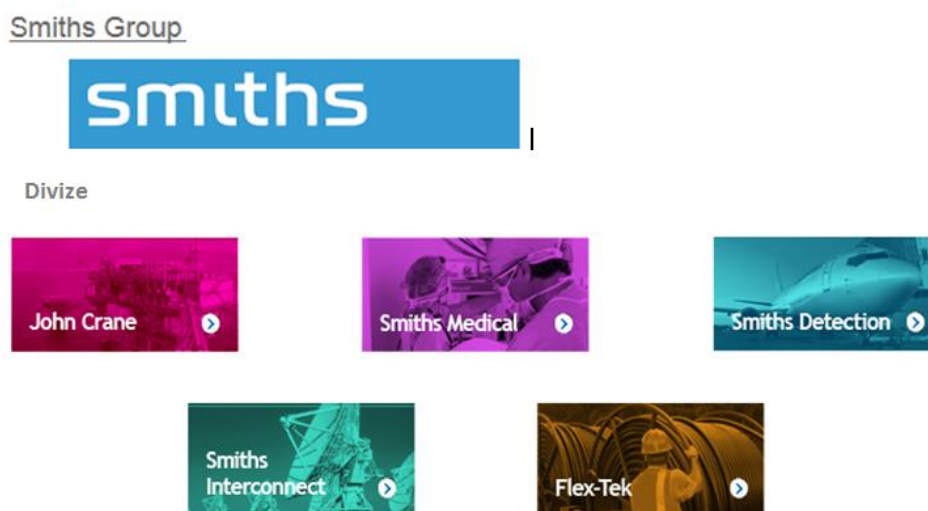 Smiths Group
smiths
Divize
John Crane
Smiths Medical
Smiths Detection
Smiths
Interconnect
Flex-Tek